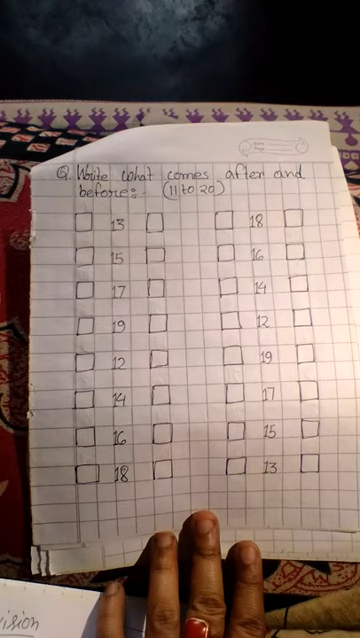 Q. Write what comes after and
before:- (11 to 20)
13 18
15 16
17 14
19 12
12 19
14 17
16 15
18 13
ision